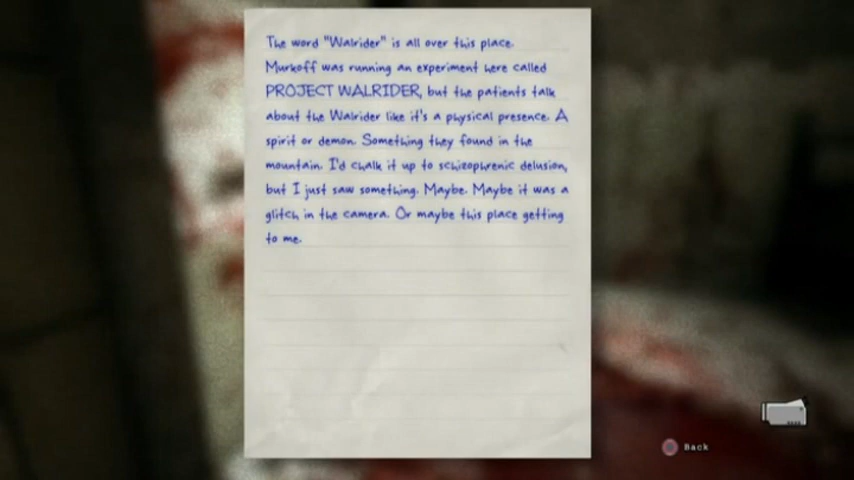 The word "Walrider" is all over this place.
Murkoff was running an experiment here called
PROJECT WALRIDER, but the patients talk
about the Walrider like it's a physical presence. A
spirit or demon. Something they found in the
mountain. I'd chalk it up to schizophrenic delusion,
but I just saw something. Maybe. Maybe it was a
glitch in the camera. Or maybe this place getting
to me.
Back